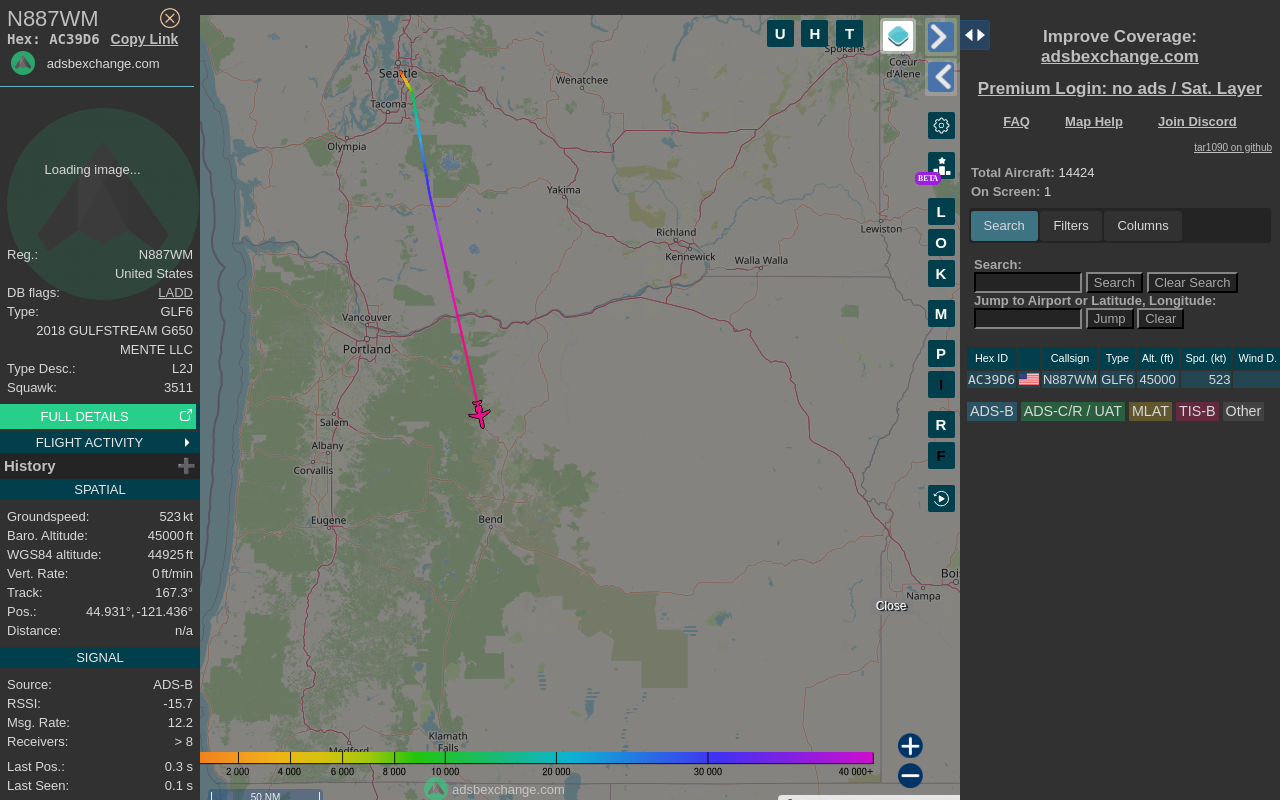 N887WM
Hex: AC39D6 Copy Link
adsbexchange.com
Loading image...
Reg.: N887WM
United States
DB flags: LADD
Type: GLF6
2018 GULFSTREAM G650
MENTE LLC
Type Desc.: L2J
Squawk: 3511
FULL DETAILS
FLIGHT ACTIVITY
History
SPATIAL
Groundspeed: 523 kt
Baro. Altitude: 45000 ft
WGS84 altitude: 44925 ft
Vert. Rate: 0 ft/min
Track: 167.3°
Pos.: 44.931°, -121.436°
Distance: n/a
SIGNAL
Source: ADS-B
RSSI: -15.7
Msg. Rate: 12.2
Receivers: > 8
Last Pos.: 0.3 s
Last Seen: 0.1 s
U H T
Spokane
Coeur
d'Alene
Seattle
Wenatchee
Tacoma
Olympia
Yakima
Richland
Kennewick
Walla Walla
Lewiston
Vancouver
Portland
Salem
Albany
Corvallis
Eugene
Bend
Boi
Nampa
Close
Medford
Klamath
Falls
BETA
L
O
K
M
P
I
R
F
2 000 4 000 6 000 8 000 10 000 20 000 30 000 40 000+
adsbexchange.com
50 NM
Improve Coverage:
adsbexchange.com
Premium Login: no ads / Sat. Layer
FAQ Map Help Join Discord
tar1090 on github
Total Aircraft: 14424
On Screen: 1
Search Filters Columns
Search:
Search Clear Search
Jump to Airport or Latitude, Longitude:
Jump Clear
Hex ID Callsign Type Alt. (ft) Spd. (kt) Wind D.
AC39D6 N887WM GLF6 45000 523
ADS-B ADS-C/R / UAT MLAT TIS-B Other